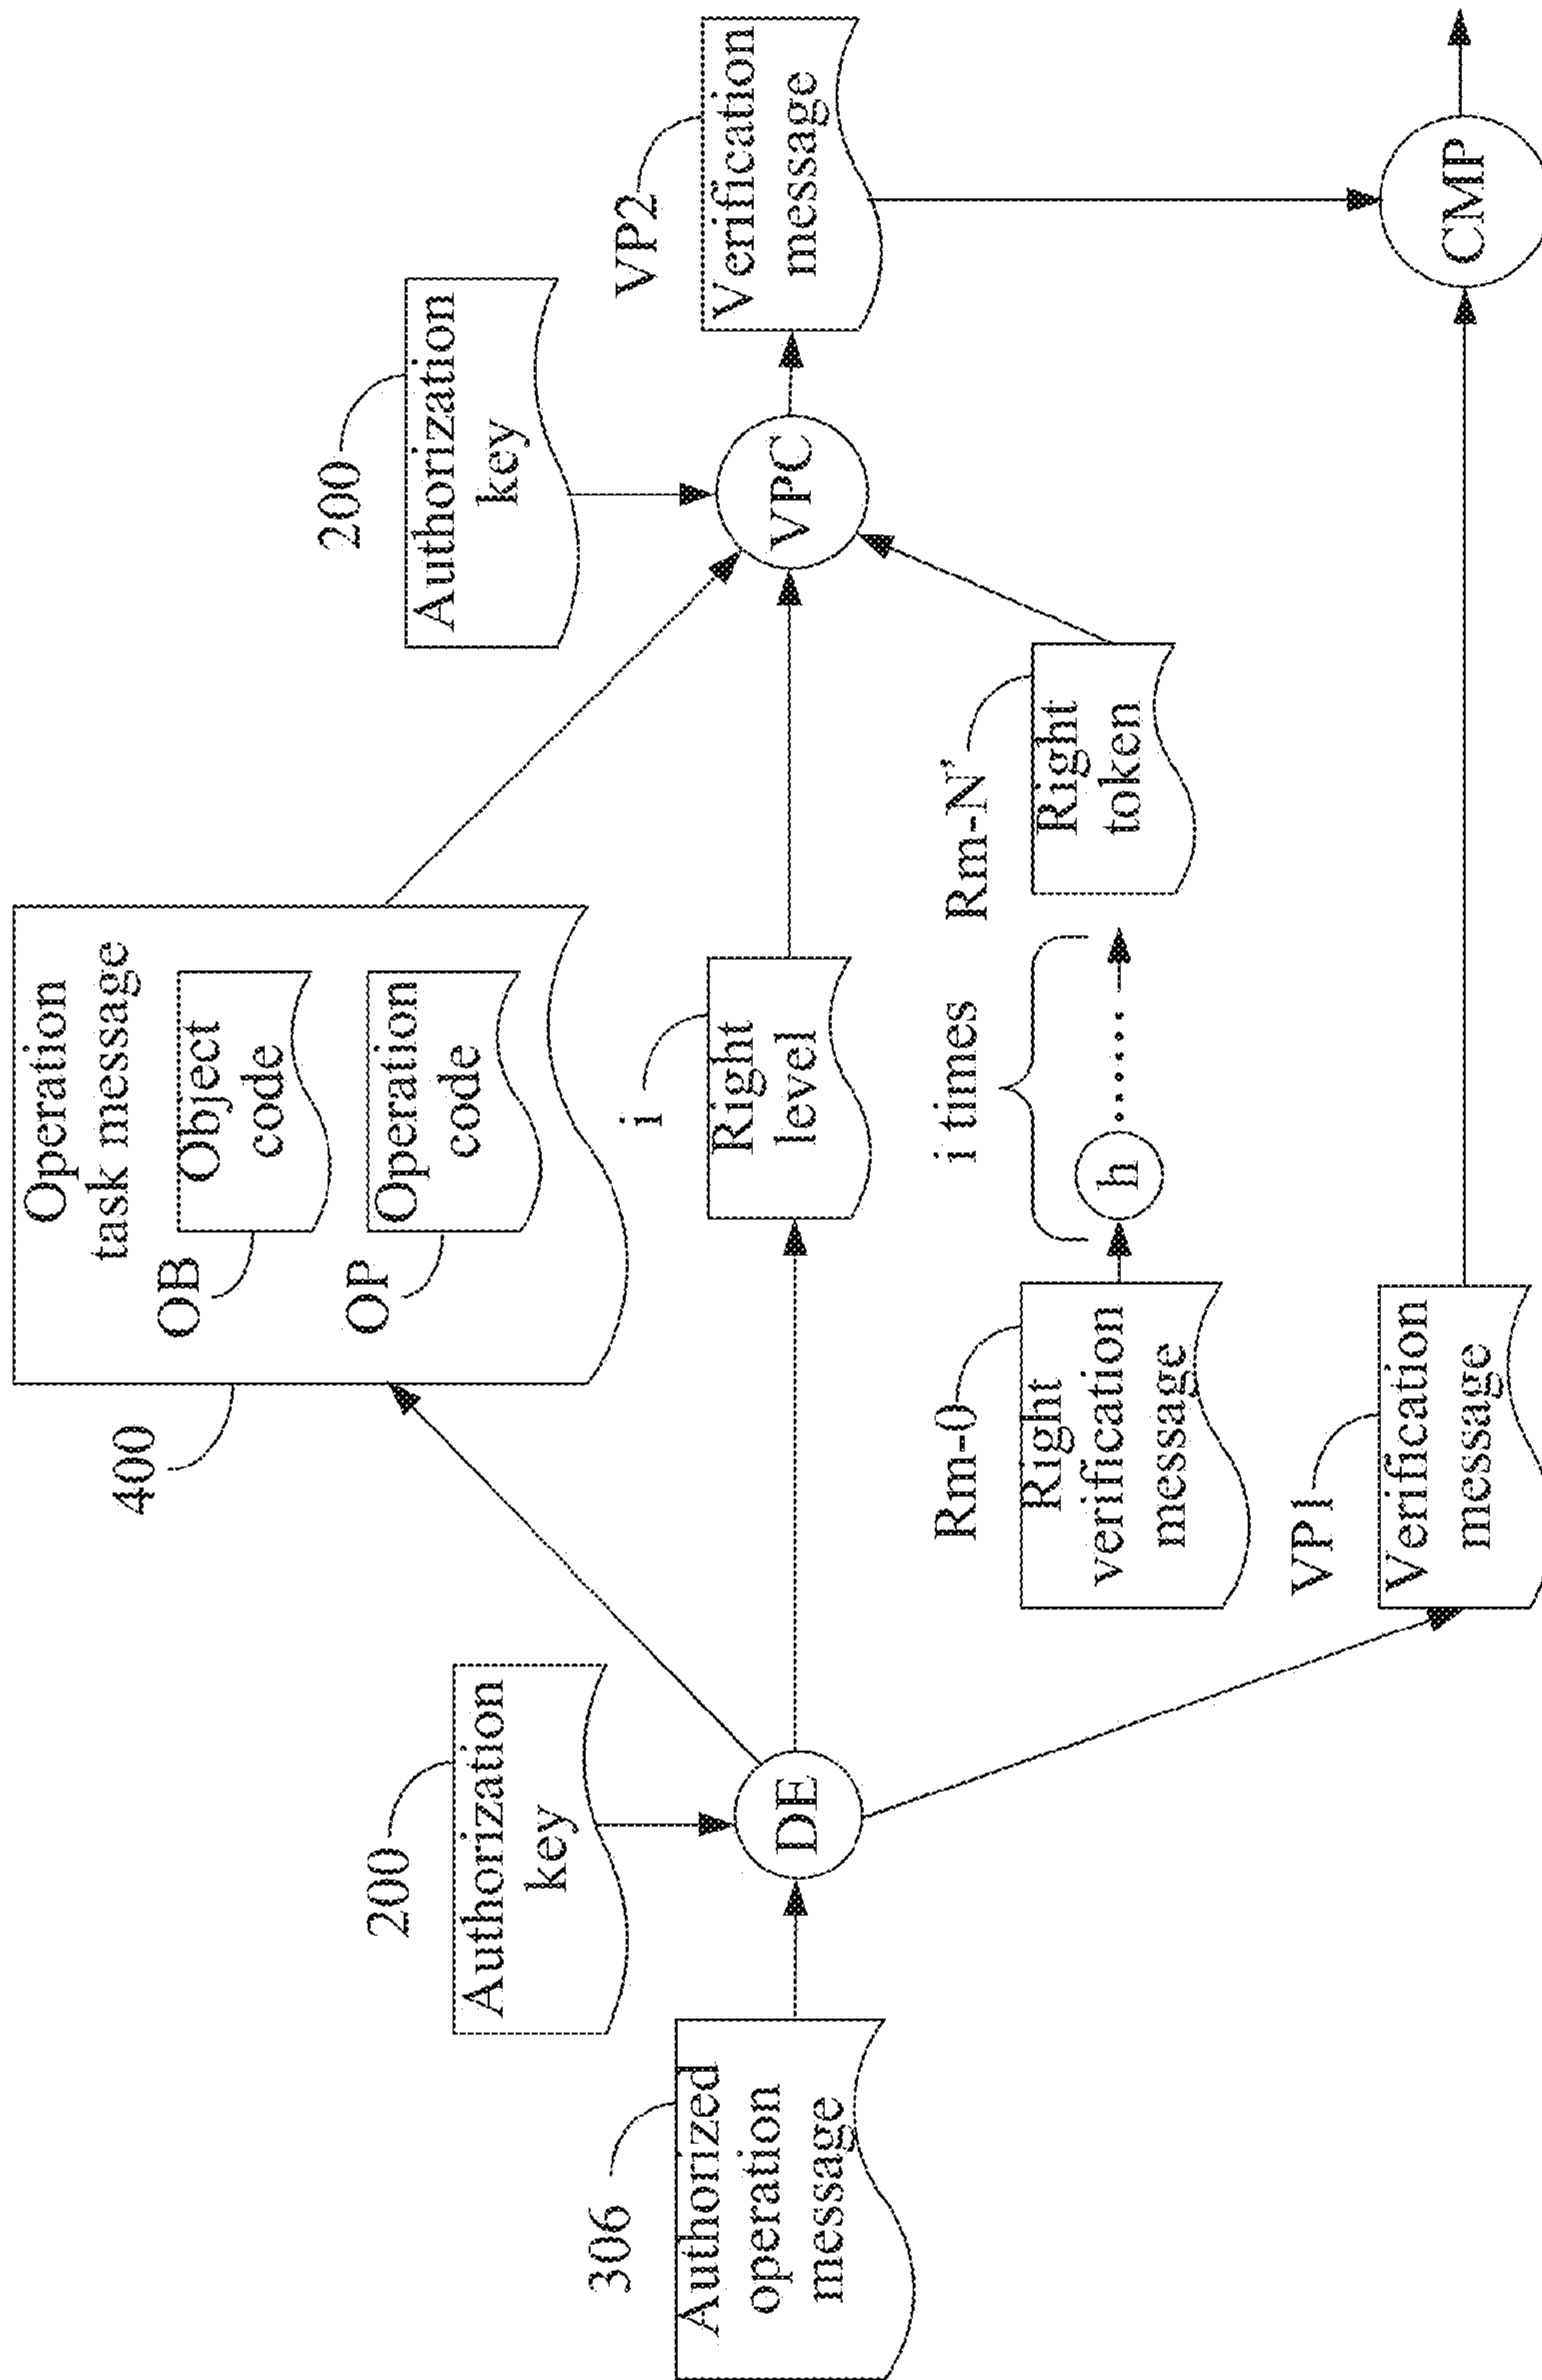 306
Authorized
operation
message
200
Authorization
key
DE
400
Operation
task message
OB
Object
code
OP
Operation
code
i
Right
level
Rm-0
Right
verification
message
h
i times
Rm-N'
Right
token
VP1
Verification
message
200
Authorization
key
VPC
VP2
Verification
message
CMP